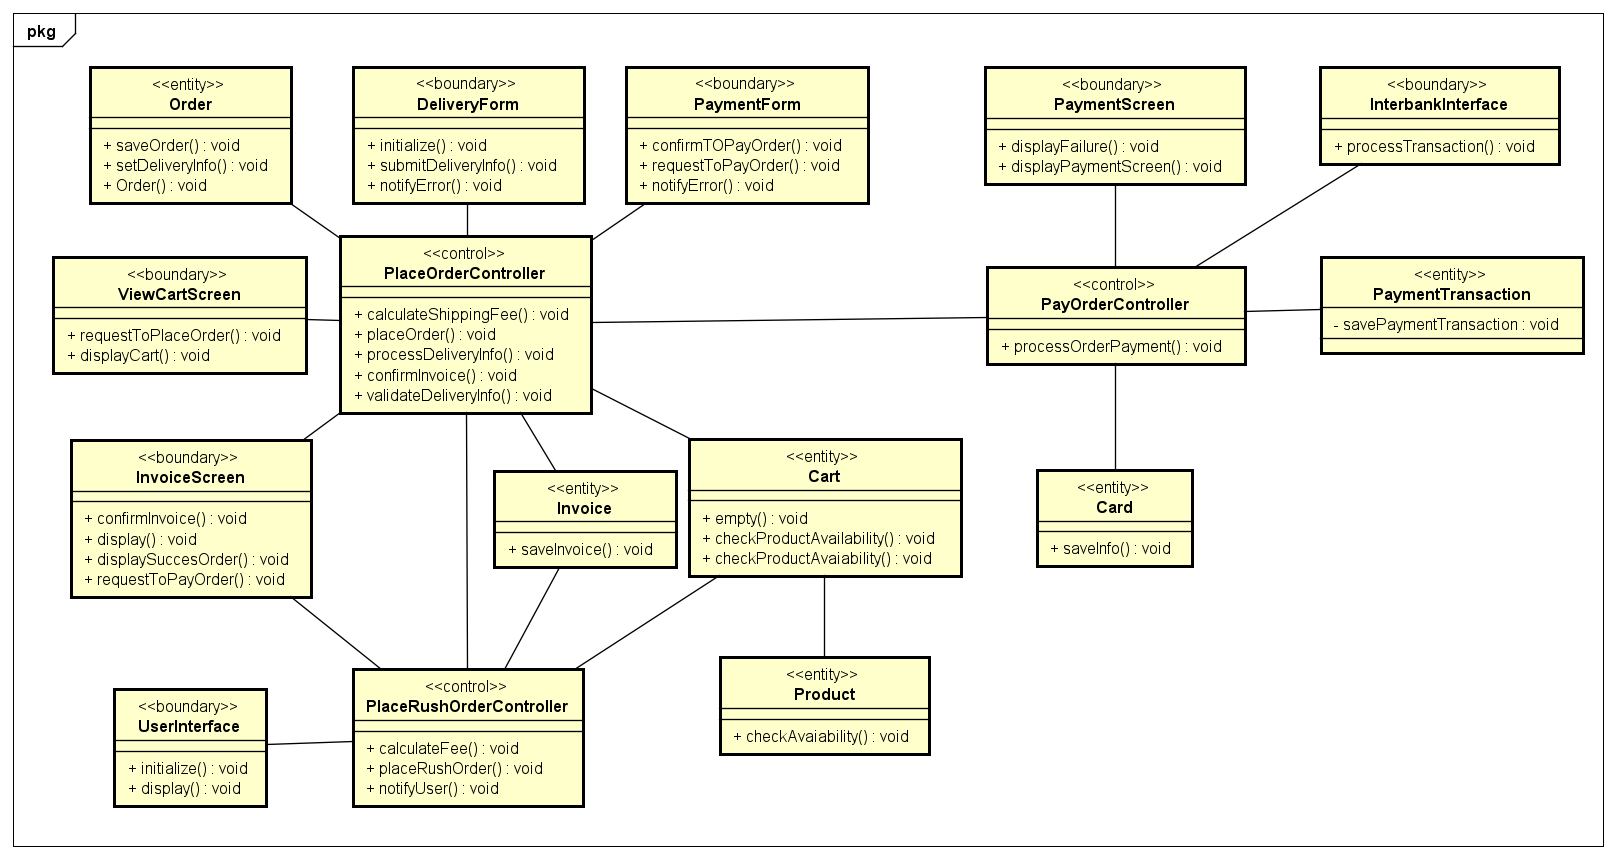 pkg
<<entity>>
Order
+ saveOrder() : void
+ setDeliveryInfo() : void
+ Order() : void
<<boundary>>
DeliveryForm
+ initialize() : void
+ submitDeliveryInfo() : void
+ notifyError() : void
<<boundary>>
PaymentForm
+ confirmTOPayOrder() : void
+ requestToPayOrder() : void
+ notifyError() : void
<<boundary>>
PaymentScreen
+ displayFailure() : void
+ displayPaymentScreen() : void
<<boundary>>
InterbankInterface
+ processTransaction() : void
<<boundary>>
ViewCartScreen
+ requestToPlaceOrder() : void
+ displayCart() : void
<<control>>
PlaceOrderController
+ calculateShippingFee() : void
+ placeOrder() : void
+ processDeliveryInfo() : void
+ confirmInvoice() : void
+ validateDeliveryInfo() : void
<<control>>
PayOrderController
+ processOrderPayment() : void
<<entity>>
PaymentTransaction
- savePaymentTransaction : void
<<boundary>>
InvoiceScreen
+ confirmInvoice() : void
+ display() : void
+ displaySuccesOrder() : void
+ requestToPayOrder() : void
<<entity>>
Invoice
+ saveInvoice() : void
<<entity>>
Cart
+ empty() : void
+ checkProductAvailability() : void
+ checkProductAvaiability() : void
<<entity>>
Card
+ saveInfo() : void
<<boundary>>
UserInterface
+ initialize() : void
+ display() : void
<<control>>
PlaceRushOrderController
+ calculateFee() : void
+ placeRushOrder() : void
+ notifyUser() : void
<<entity>>
Product
+ checkAvaiability() : void